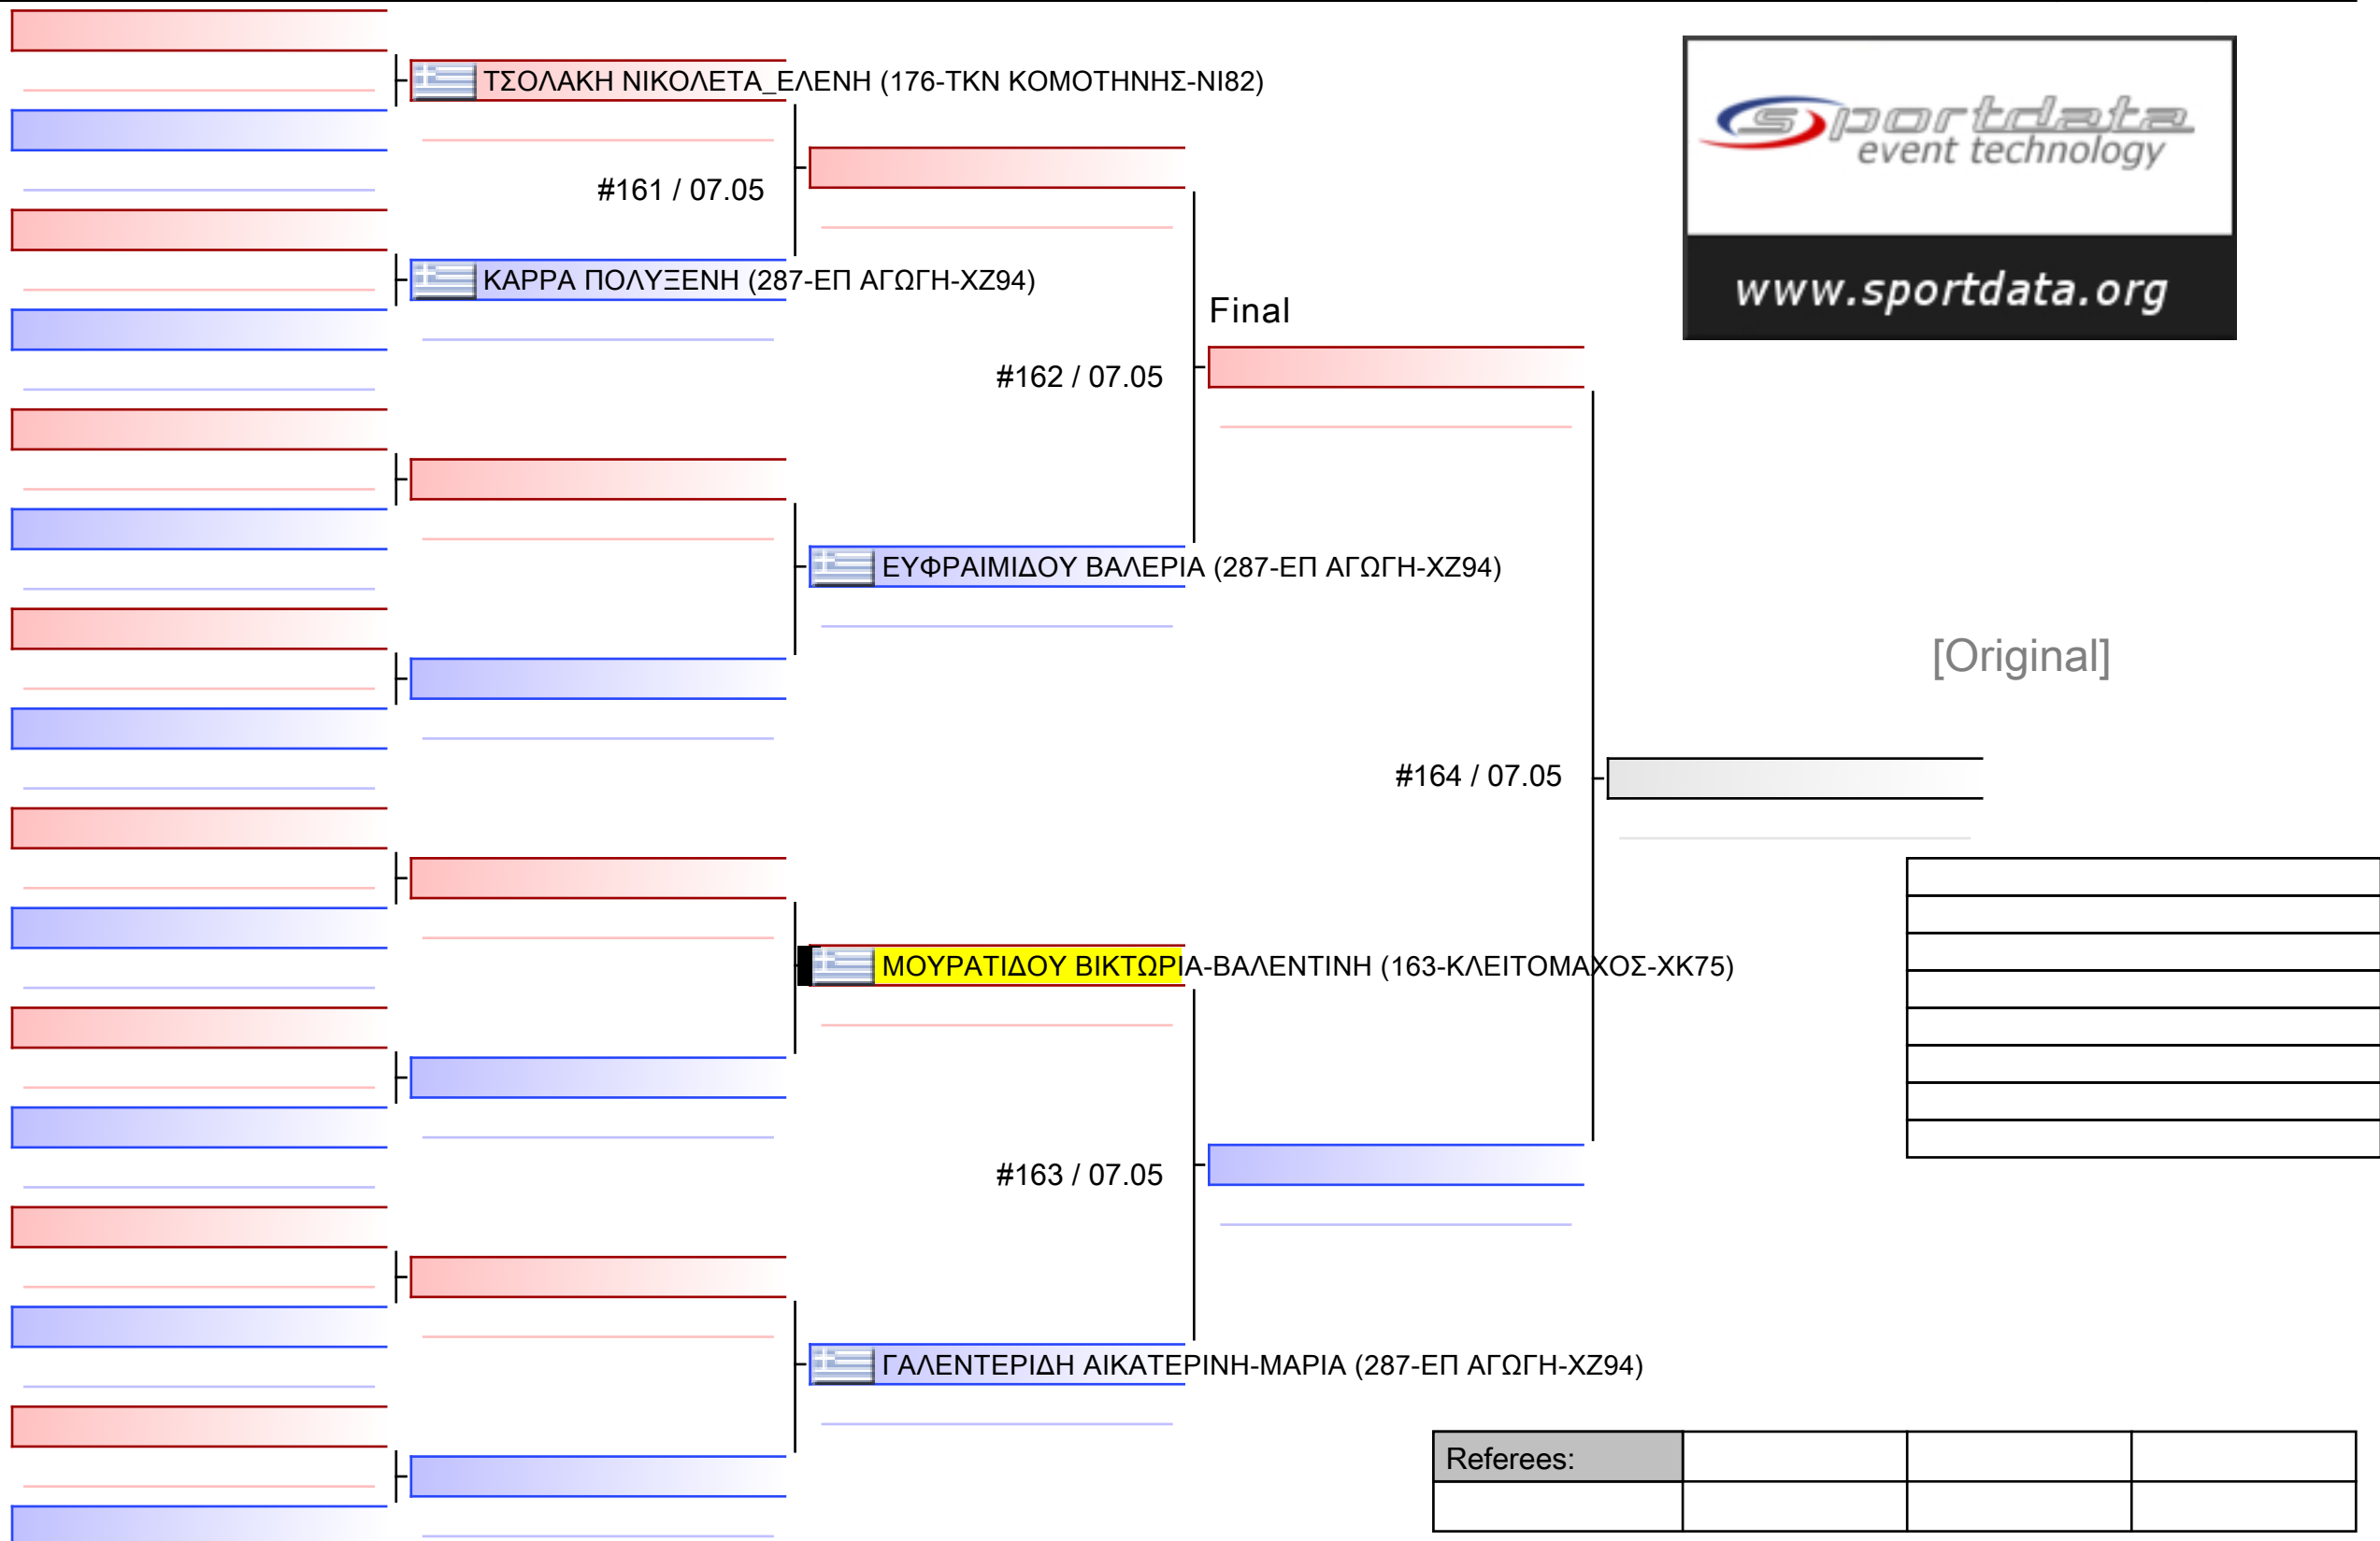 ΤΣΟΛΑΚΗ ΝΙΚΟΛΕΤΑ_ΕΛΕΝΗ (176-ΤΚΝ ΚΟΜΟΤΗΝΗΣ-ΝΙ82)
sportdata
event technology
#161 / 07.05
ΚΑΡΡΑ ΠΟΛΥΞΕΝΗ (287-ΕΠ ΑΓΩΓΗ-ΧΖ94)
www.sportdata.org
Final
#162 / 07.05
ΕΥΦΡΑΙΜΙΔΟΥ ΒΑΛΕΡΙΑ (287-ΕΠ ΑΓΩΓΗ-ΧΖ94)
[Original]
#164 / 07.05
ΜΟΥΡΑΤΙΔΟΥ ΒΙΚΤΩΡΙΑ-ΒΑΛΕΝΤΙΝΗ (163-ΚΛΕΙΤΟΜΑΧΟΣ-ΧΚ75)
#163 / 07.05
ΓΑΛΕΝΤΕΡΙΔΗ ΑΙΚΑΤΕΡΙΝΗ-ΜΑΡΙΑ (287-ΕΠ ΑΓΩΓΗ-ΧΖ94)
Referees: